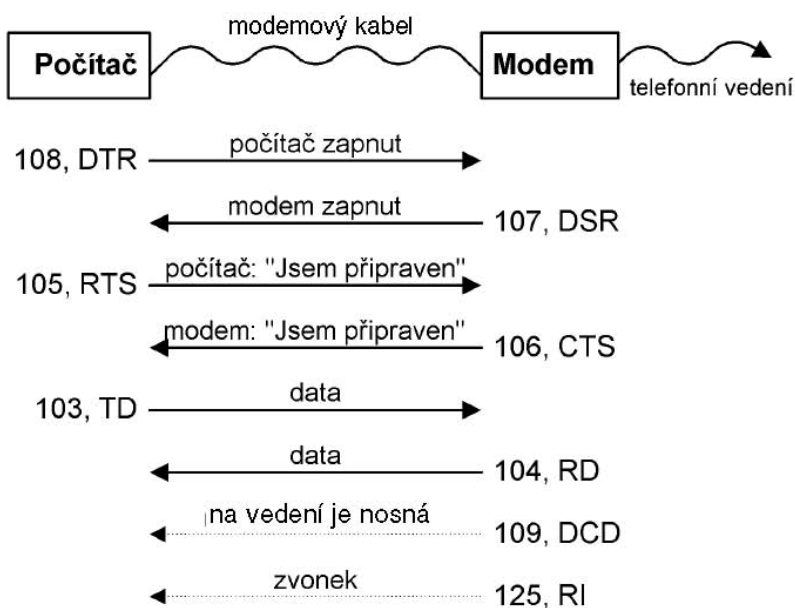 modemový kabel
Počítač
Modem
telefonní vedení
108, DTR
počítač zapnut
modem zapnut
107, DSR
105, RTS
počítač: "Jsem připraven"
modem: "Jsem připraven"
106, CTS
103, TD
data
data
104, RD
na vedení je nosná
109, DCD
zvonek
125, RI